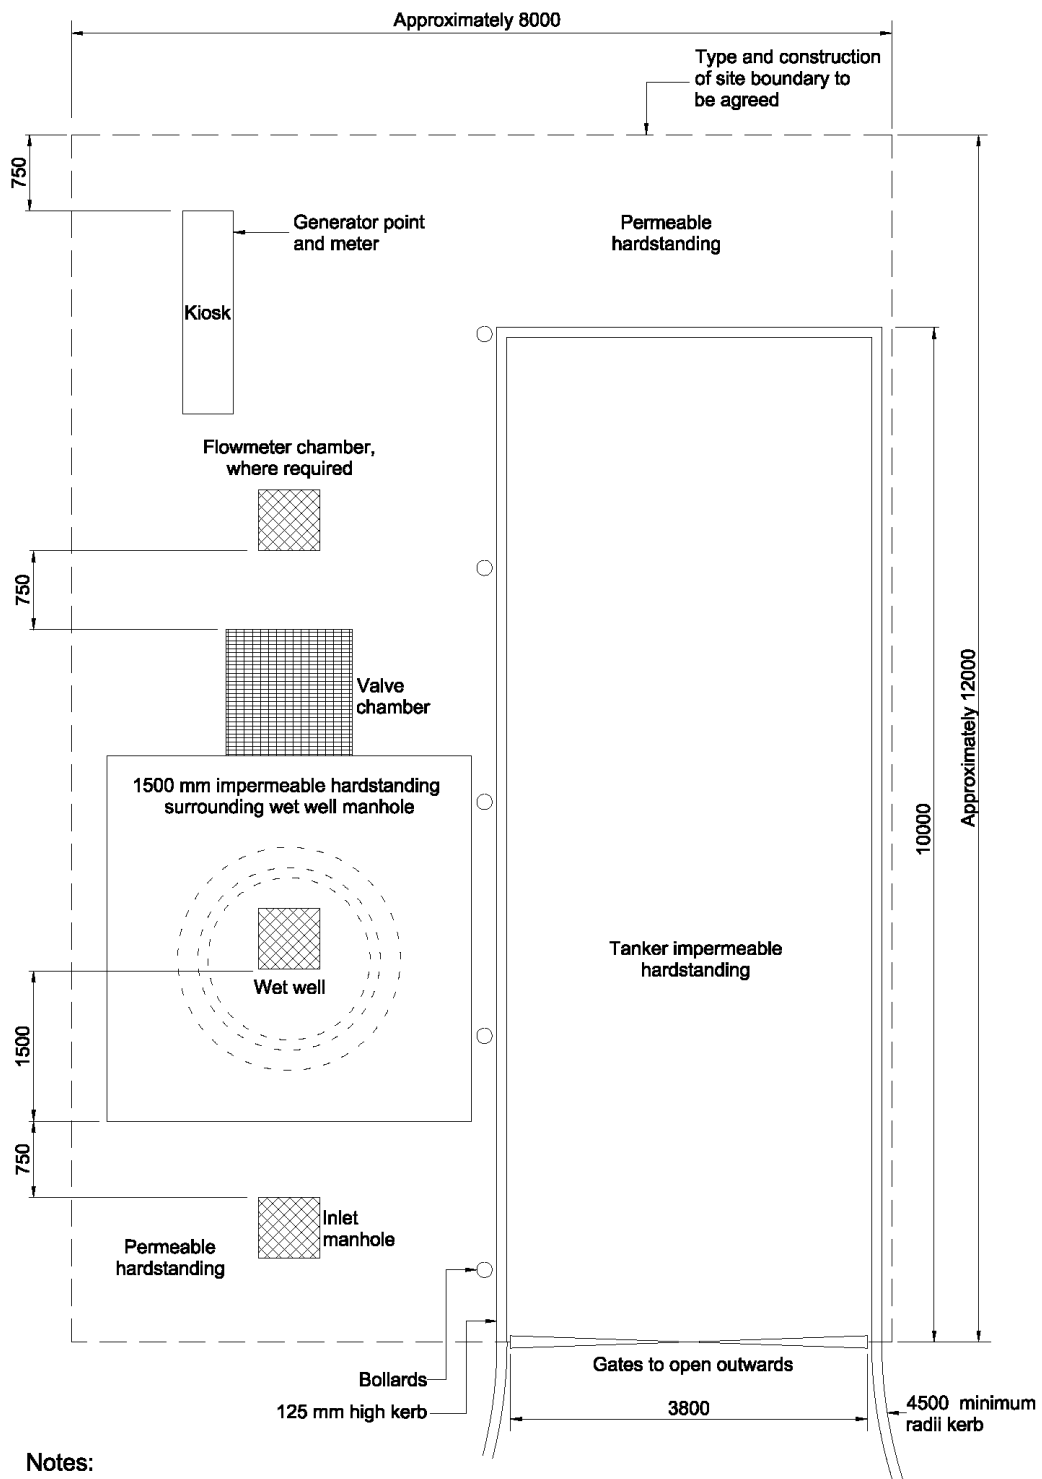 Approximately 8000
Type and construction
of site boundary to
be agreed
750
Generator point
and meter
Permeable
hardstanding
Kiosk
Flowmeter chamber,
where required
750
Valve
chamber
Approximately 12000
10000
1500 mm impermeable hardstanding
surrounding wet well manhole
Tanker impermeable
hardstanding
Wet well
1500
750
Inlet
manhole
Permeable
hardstanding
Gates to open outwards
Bollards
125 mm high kerb
3800
4500 minimum
radii kerb
Notes: